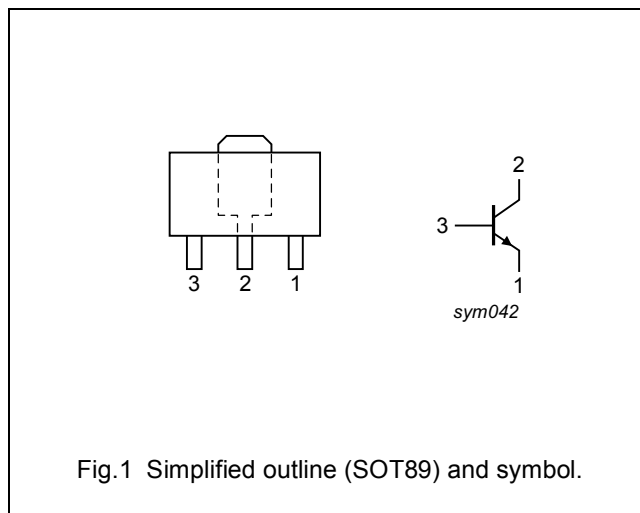 3 2 1
2
3
1
sym042
Fig.1 Simplified outline (SOT89) and symbol.